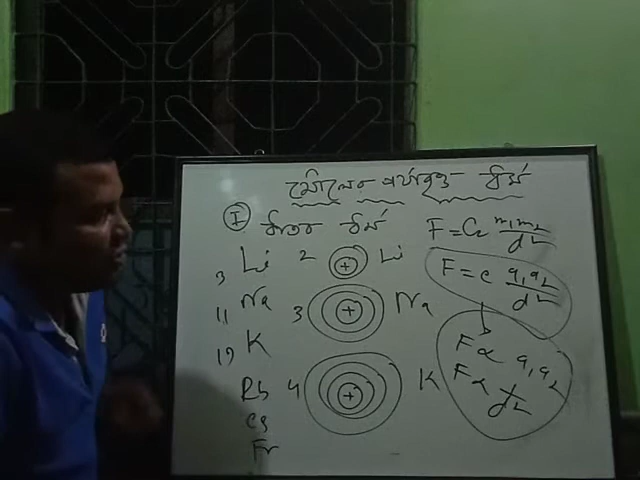 মৌলের পর্যাবৃত্ত ধর্ম
I ধাতব ধর্ম
F = G m₁m₂/d²
3 Li 2 + Li
F = c q₁q₂/d²
11 Na 3 + Na
19 K
F ∝ q₁q₂
Rb 4 + K
F ∝ 1/d²
Cs
Fr